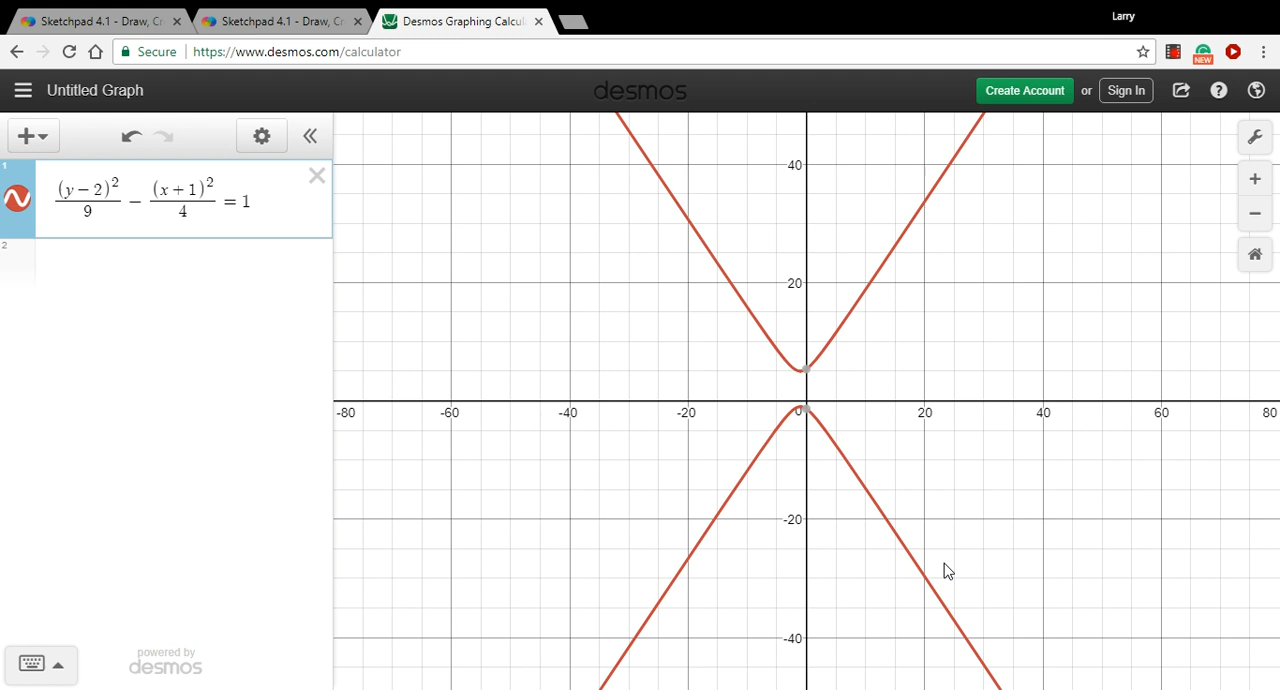 Larry
Sketchpad 4.1 - Draw, Cr
Sketchpad 4.1 - Draw, Cr
Desmos Graphing Calcul
Secure
https://www.desmos.com/calculator
NEW
Untitled Graph
desmos
Create Account or Sign In
1
(y − 2)² / 9 − (x + 1)² / 4 = 1
2
40
20
-80 -60 -40 -20 0 20 40 60 80
-20
-40
powered by
desmos